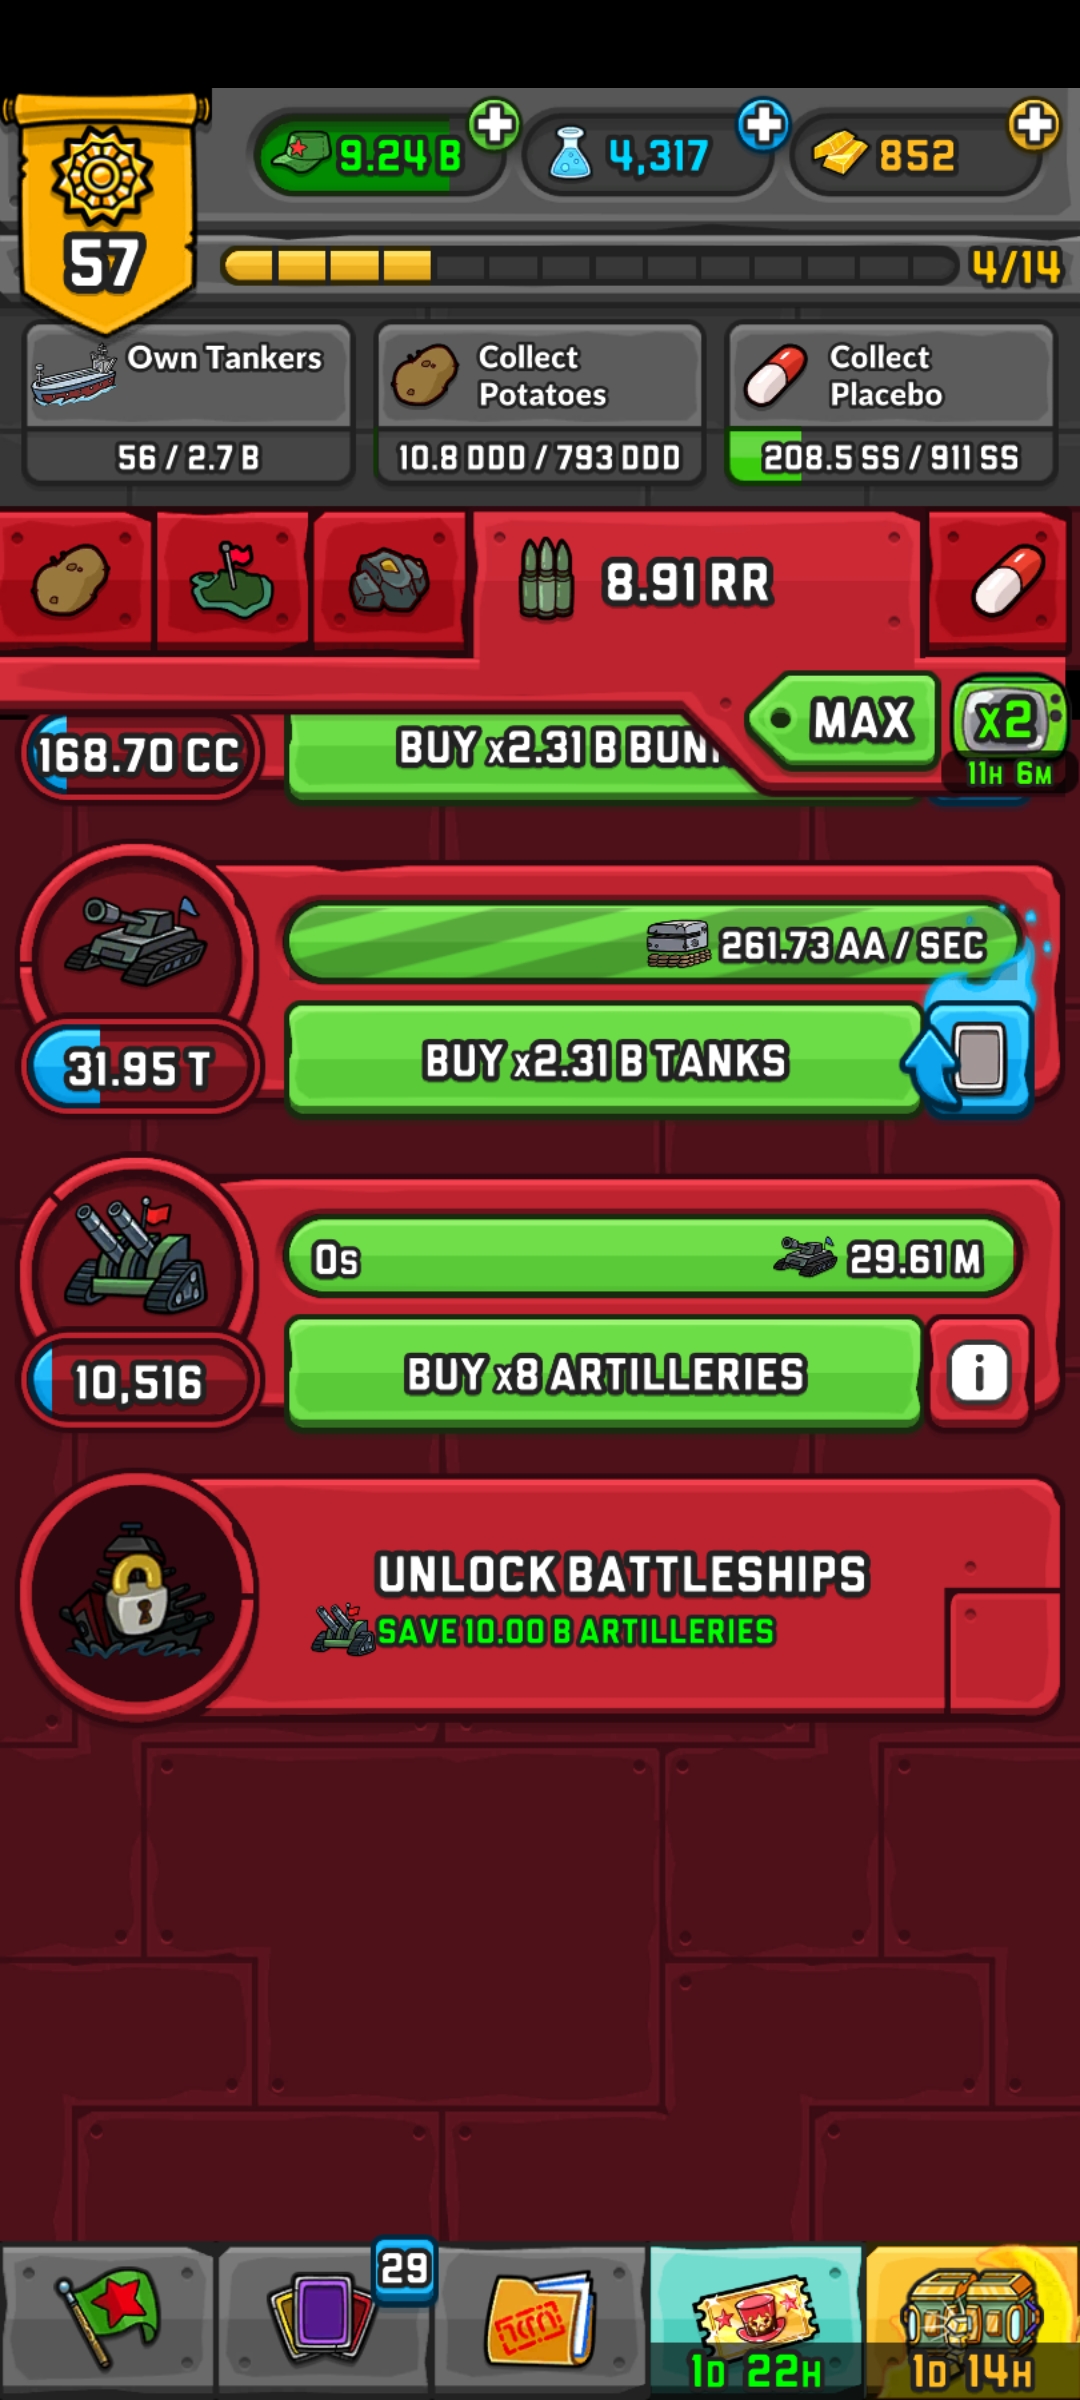 9.24 B
4,317
852
57
4/14
Own Tankers
56 / 2.7 B
Collect
Potatoes
10.8 DDD / 793 DDD
Collect
Placebo
208.5 SS / 911 SS
8.91 RR
MAX
x2
11H 6M
168.70 CC
BUY x2.31 B
261.73 AA / SEC
31.95 T
BUY x2.31 B TANKS
0s
29.61 M
10,516
BUY x8 ARTILLERIES
i
UNLOCK BATTLESHIPS
SAVE 10.00 B ARTILLERIES
29
1D 22H
1D 14H